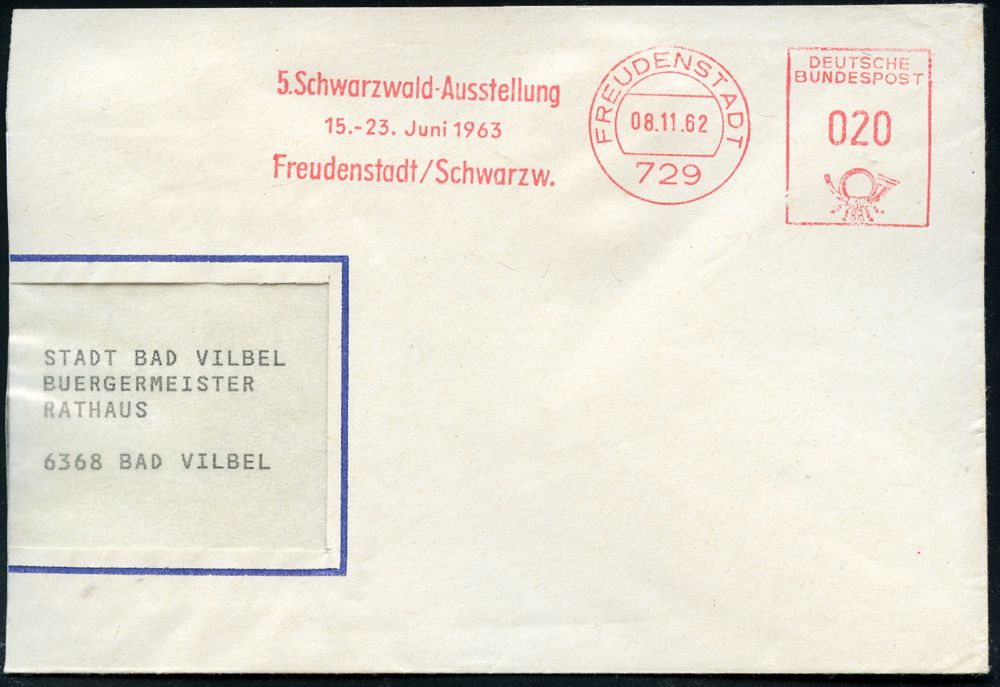 5.Schwarzwald-Ausstellung
15.-23. Juni 1963
Freudenstadt/Schwarzw.
FREUDENSTADT
08.11.62
729
DEUTSCHE
BUNDESPOST
020
STADT BAD VILBEL
BUERGERMEISTER
RATHAUS
6368 BAD VILBEL